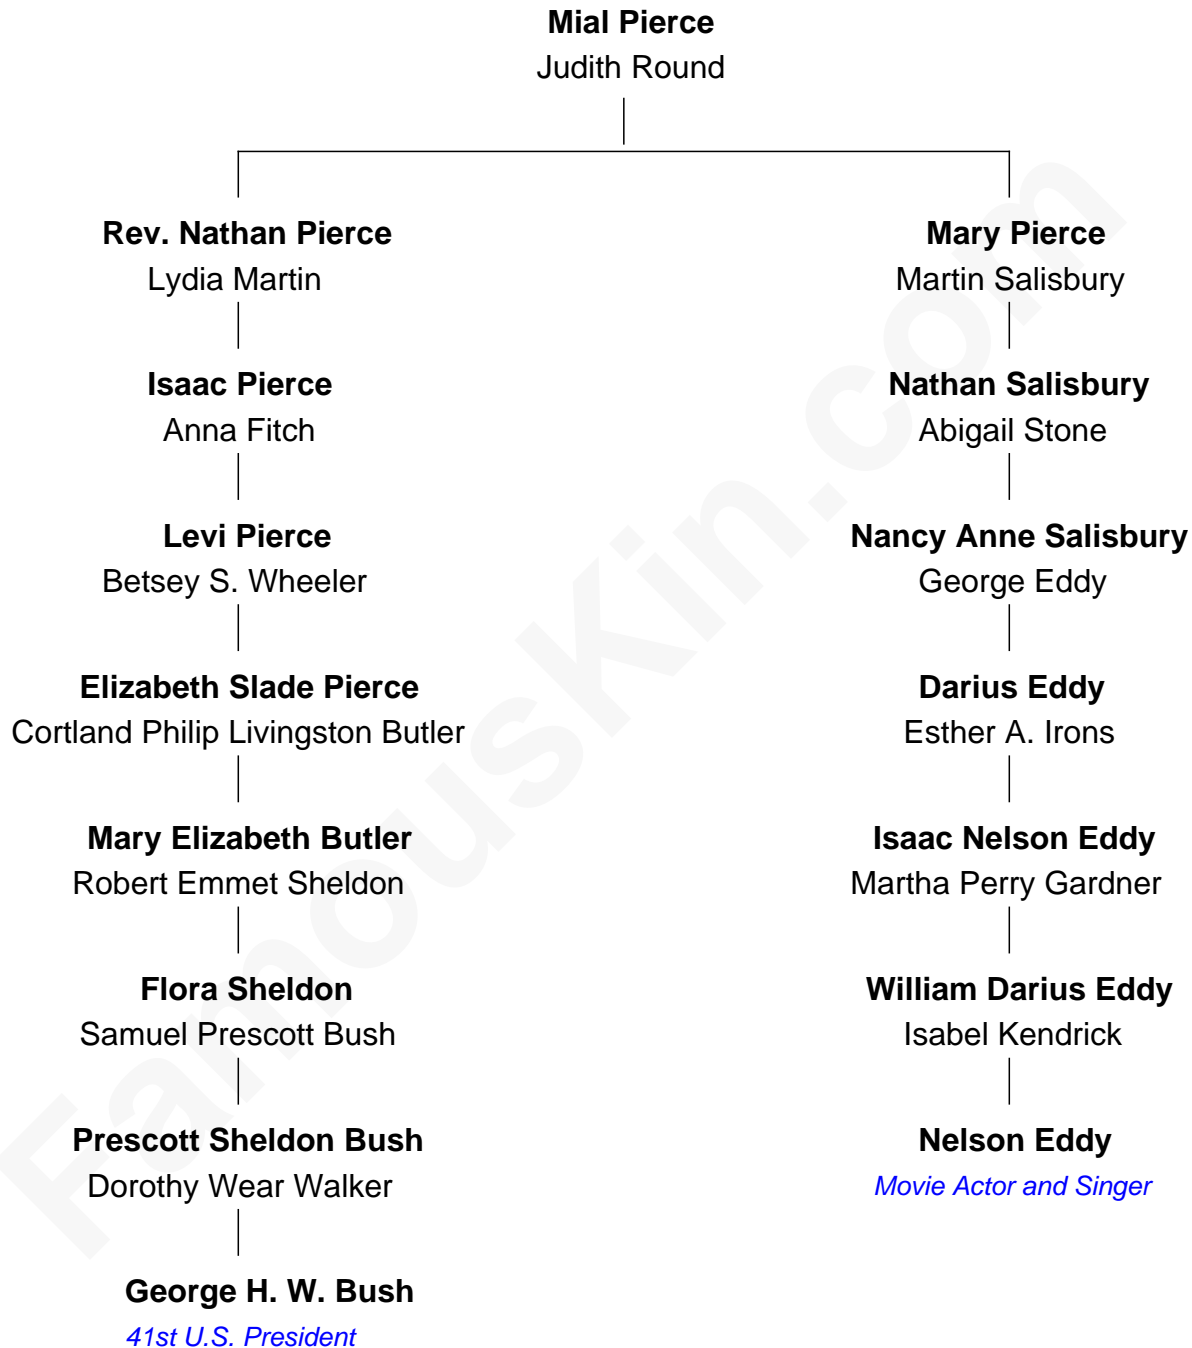 Mial Pierce
Judith Round
Rev. Nathan Pierce
Lydia Martin
Isaac Pierce
Anna Fitch
Levi Pierce
Betsey S. Wheeler
Elizabeth Slade Pierce
Cortland Philip Livingston Butler
Mary Elizabeth Butler
Robert Emmet Sheldon
Flora Sheldon
Samuel Prescott Bush
Prescott Sheldon Bush
Dorothy Wear Walker
George H. W. Bush
41st U.S. President
Mary Pierce
Martin Salisbury
Nathan Salisbury
Abigail Stone
Nancy Anne Salisbury
George Eddy
Darius Eddy
Esther A. Irons
Isaac Nelson Eddy
Martha Perry Gardner
William Darius Eddy
Isabel Kendrick
Nelson Eddy
Movie Actor and Singer
FamousKin.com